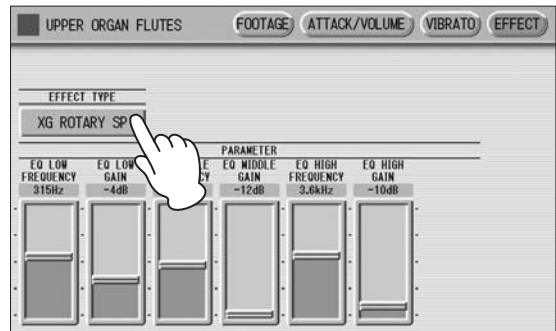 UPPER ORGAN FLUTES FOOTAGE ATTACK/VOLUME VIBRATO EFFECT
EFFECT TYPE
XG ROTARY SP
PARAMETER
EQ LOW EQ LOW EQ MIDDLE EQ HIGH EQ HIGH
FREQUENCY GAIN GAIN FREQUENCY GAIN
315Hz -4dB -12dB 3.6kHz -10dB